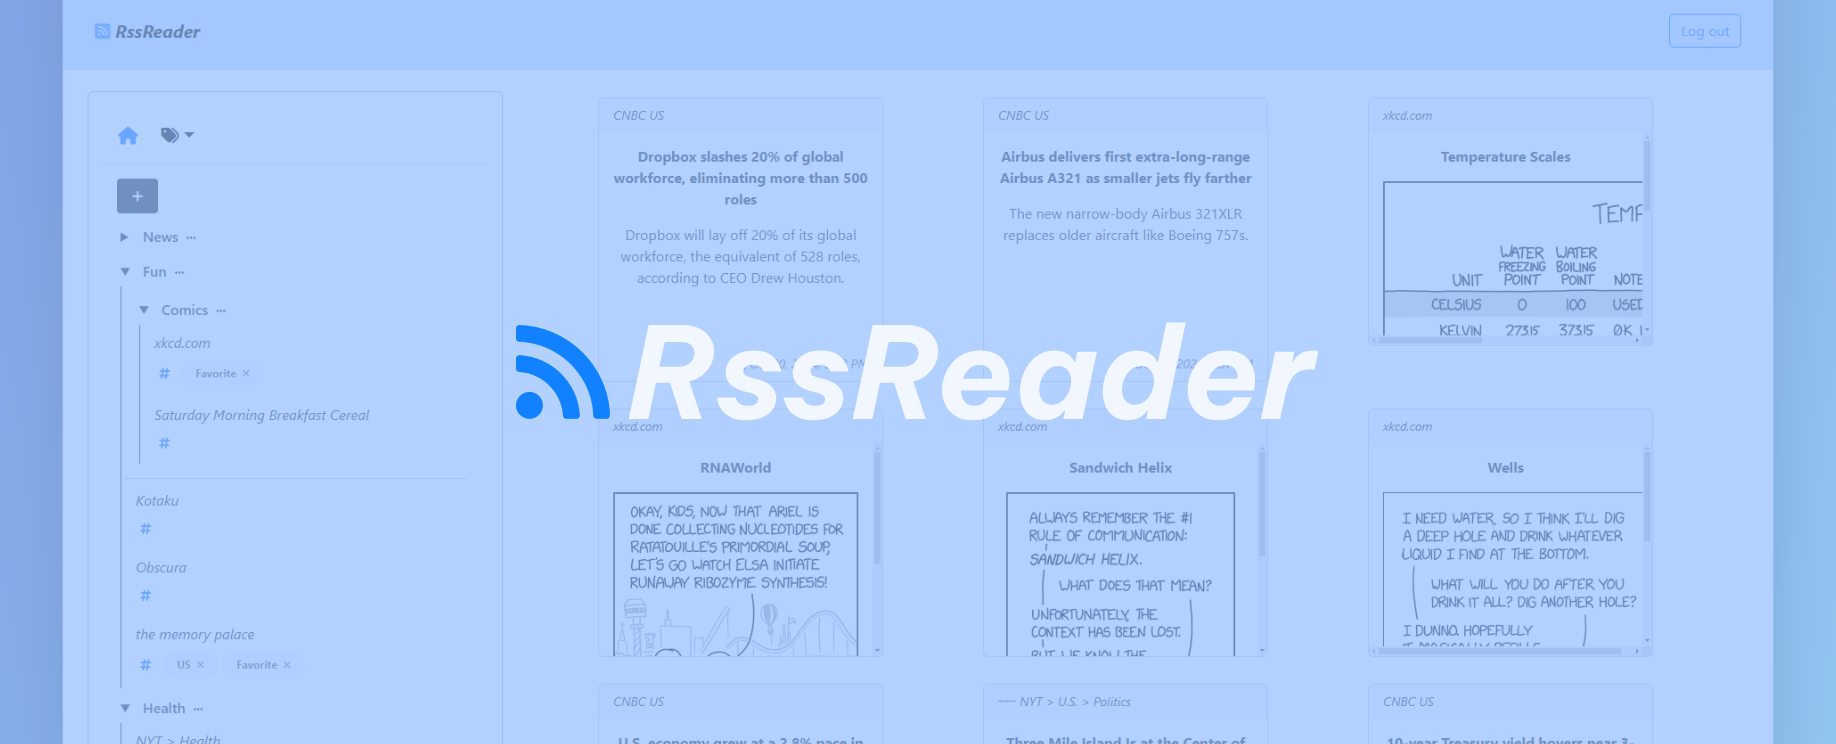 RssReader
Log out
News
Fun
Comics
xkcd.com
# Favorite ×
Saturday Morning Breakfast Cereal
#
Kotaku
#
Obscura
#
the memory palace
# US × Favorite ×
Health
NYT > Health
CNBC US
Dropbox slashes 20% of global
workforce, eliminating more than 500
roles
Dropbox will lay off 20% of its global
workforce, the equivalent of 528 roles,
according to CEO Drew Houston.
CNBC US
Airbus delivers first extra-long-range
Airbus A321 as smaller jets fly farther
The new narrow-body Airbus 321XLR
replaces older aircraft like Boeing 757s.
xkcd.com
Temperature Scales
TEMP
WATER WATER
FREEZING BOILING
UNIT POINT POINT NOTE
CELSIUS 0 100 USED
KELVIN 273.15 373.15 0K
RssReader
xkcd.com
RNAWorld
OKAY, KIDS, NOW THAT ARIEL IS
DONE COLLECTING NUCLEOTIDES FOR
RATATOUILLE'S PRIMORDIAL SOUP,
LET'S GO WATCH ELSA INITIATE
RUNAWAY RIBOZYME SYNTHESIS!
xkcd.com
Sandwich Helix
ALWAYS REMEMBER THE #1
RULE OF COMMUNICATION:
SANDWICH HELIX.
WHAT DOES THAT MEAN?
UNFORTUNATELY, THE
CONTEXT HAS BEEN LOST.
BUT WE KNOW THE
xkcd.com
Wells
I NEED WATER, SO I THINK I'LL DIG
A DEEP HOLE AND DRINK WHATEVER
LIQUID I FIND AT THE BOTTOM.
WHAT WILL YOU DO AFTER YOU
DRINK IT ALL? DIG ANOTHER HOLE?
I DUNNO. HOPEFULLY
IT MAGICALLY REFILLS
CNBC US
U.S. economy grew at a 2.8% pace in
NYT > U.S. > Politics
Three Mile Island Is at the Center of
CNBC US
10-year Treasury yield hovers near 3-